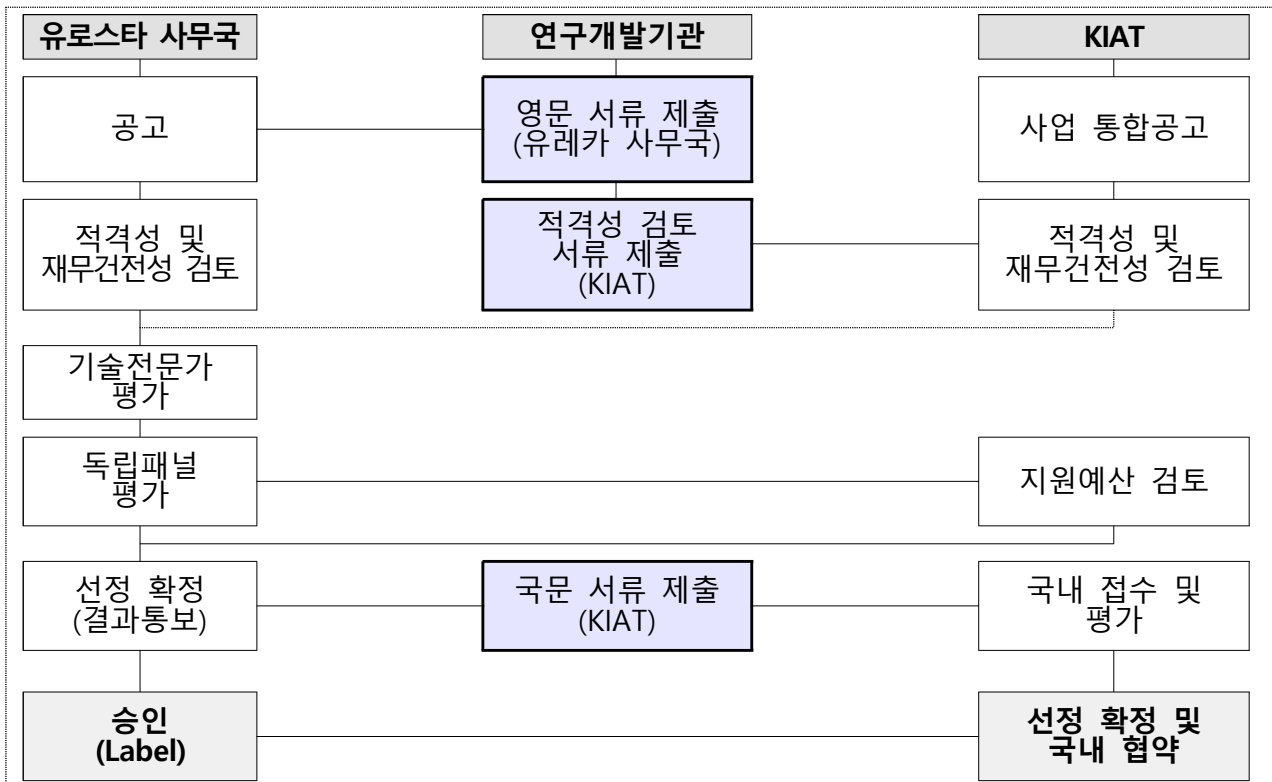 유로스타 사무국
연구개발기관
KIAT
공고
영문 서류 제출
(유레카 사무국)
사업 통합공고
적격성 및
재무건전성 검토
적격성 검토
서류 제출
(KIAT)
적격성 및
재무건전성 검토
기술전문가
평가
독립패널
평가
지원예산 검토
선정 확정
(결과통보)
국문 서류 제출
(KIAT)
국내 접수 및
평가
승인
(Label)
선정 확정 및
국내 협약